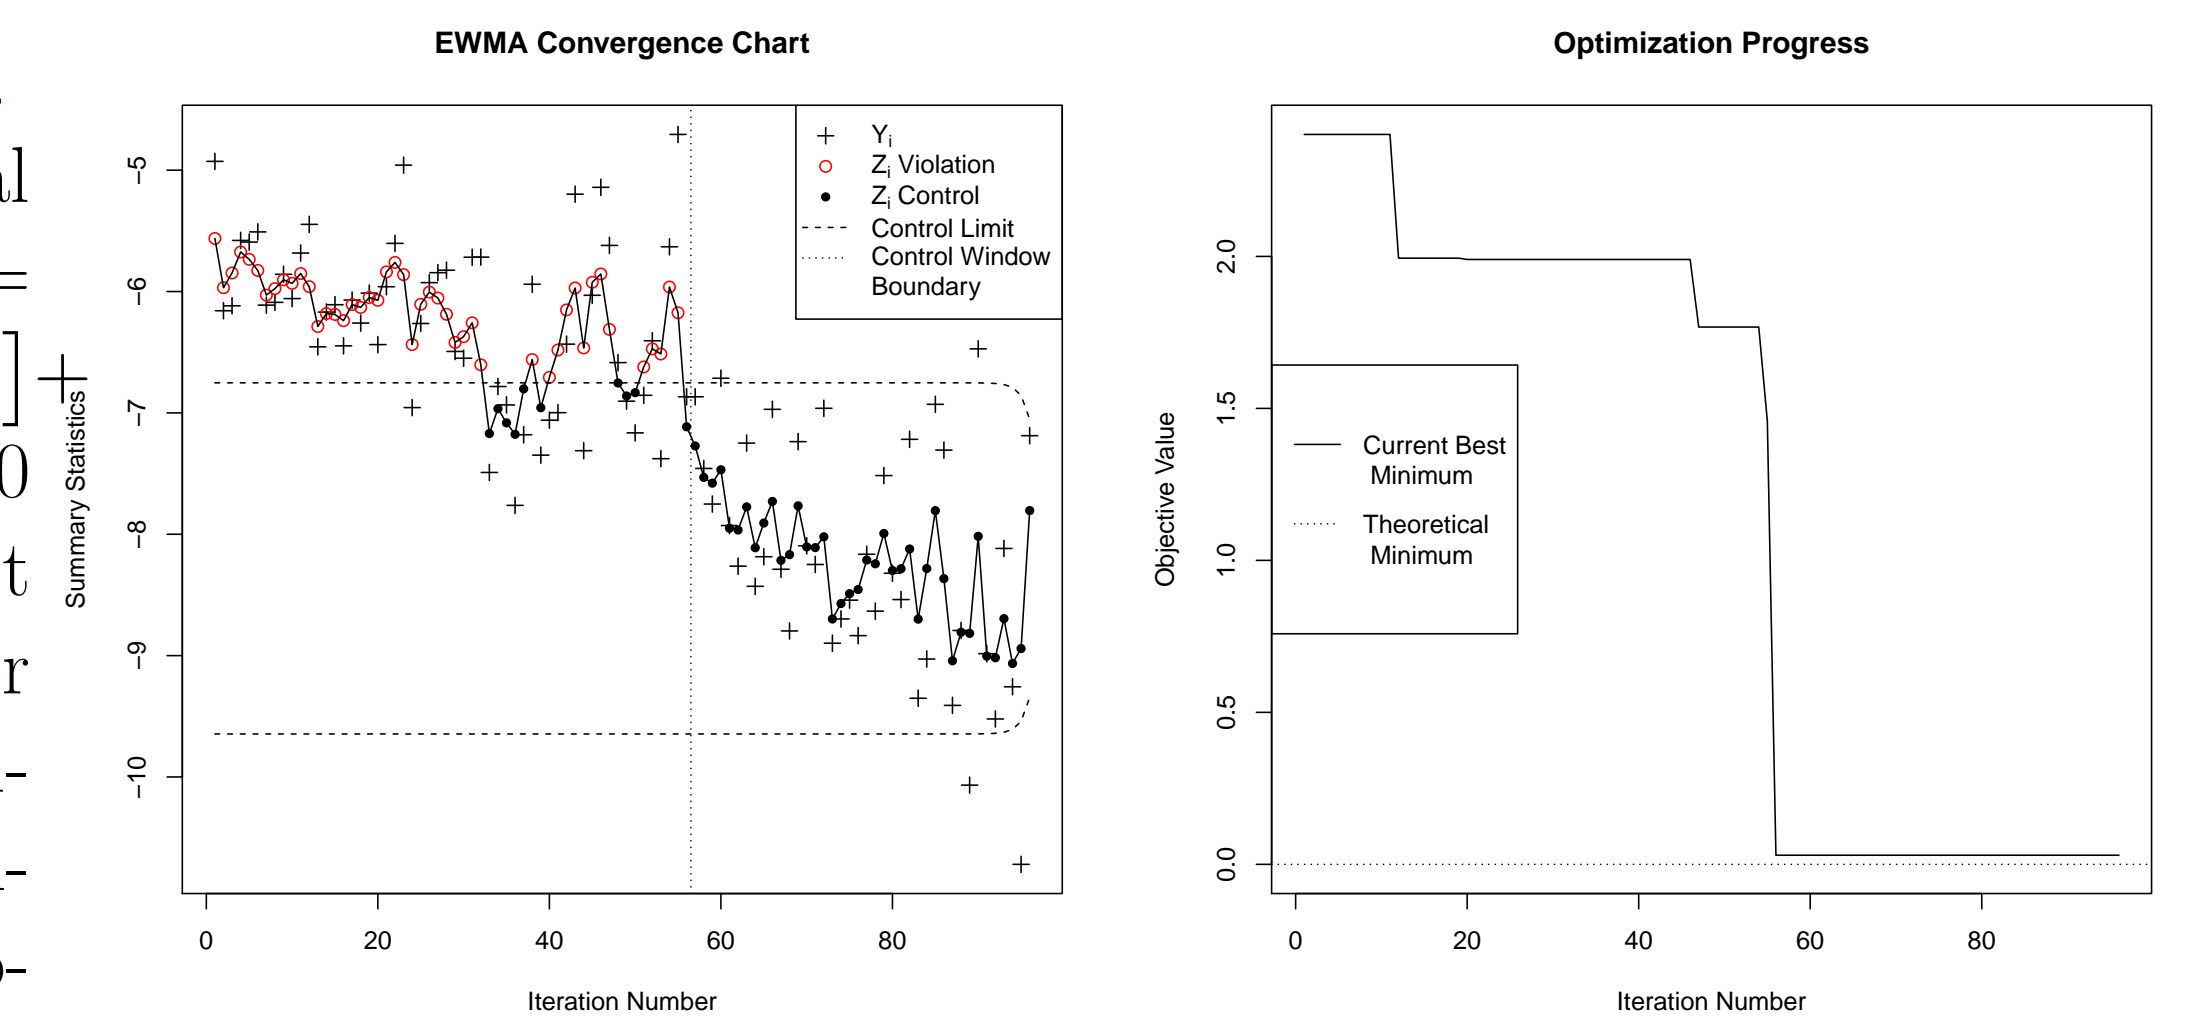 al
=
]+
0
t
r
-
-
-
EWMA Convergence Chart
Summary Statistics
−5
−6
−7
−8
−9
−10
Yi
Zi Violation
Zi Control
Control Limit
Control Window
Boundary
0 20 40 60 80
Iteration Number
Optimization Progress
Objective Value
2.0
1.5
1.0
0.5
0.0
Current Best
Minimum
Theoretical
Minimum
0 20 40 60 80
Iteration Number